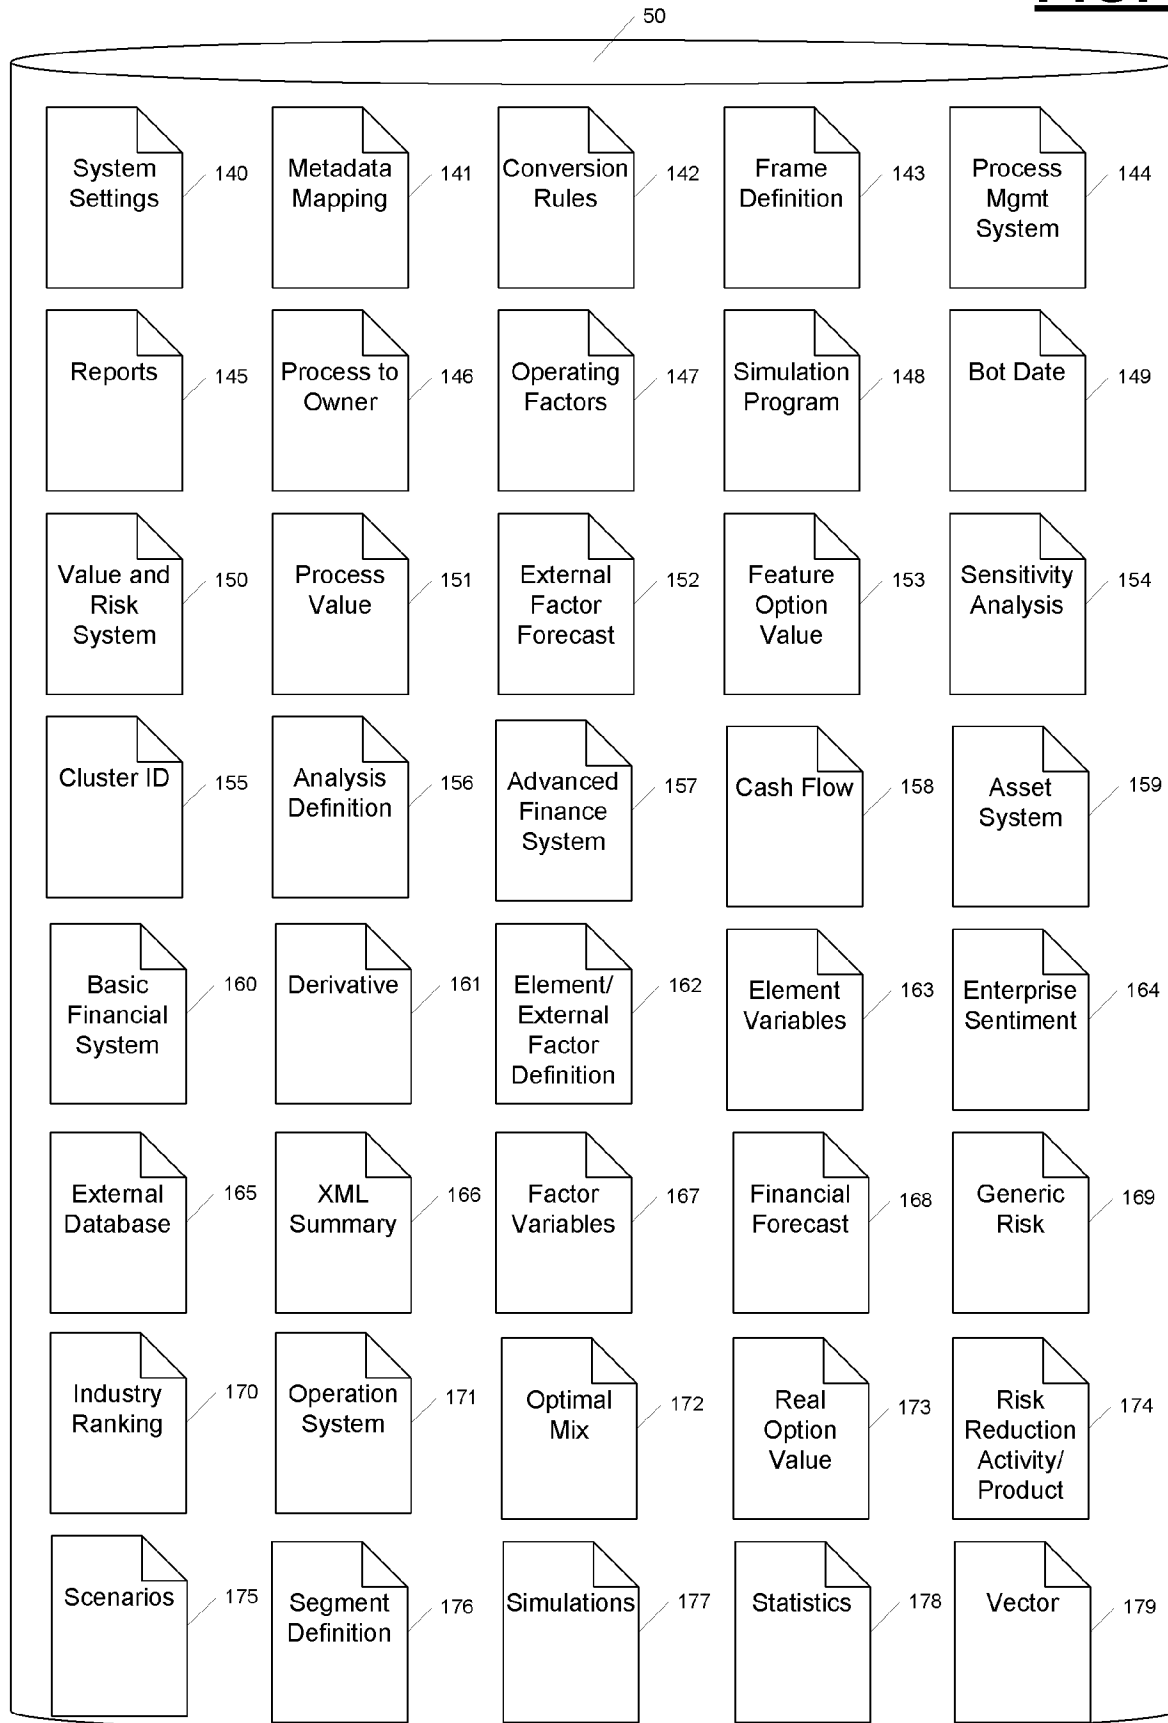 50
System
Settings
140
Metadata
Mapping
141
Conversion
Rules
142
Frame
Definition
143
Process
Mgmt
System
144
Reports
145
Process to
Owner
146
Operating
Factors
147
Simulation
Program
148
Bot Date
149
Value and
Risk
System
150
Process
Value
151
External
Factor
Forecast
152
Feature
Option
Value
153
Sensitivity
Analysis
154
Cluster ID
155
Analysis
Definition
156
Advanced
Finance
System
157
Cash Flow
158
Asset
System
159
Basic
Financial
System
160
Derivative
161
Element/
External
Factor
Definition
162
Element
Variables
163
Enterprise
Sentiment
164
External
Database
165
XML
Summary
166
Factor
Variables
167
Financial
Forecast
168
Generic
Risk
169
Industry
Ranking
170
Operation
System
171
Optimal
Mix
172
Real
Option
Value
173
Risk
Reduction
Activity/
Product
174
Scenarios
175
Segment
Definition
176
Simulations
177
Statistics
178
Vector
179